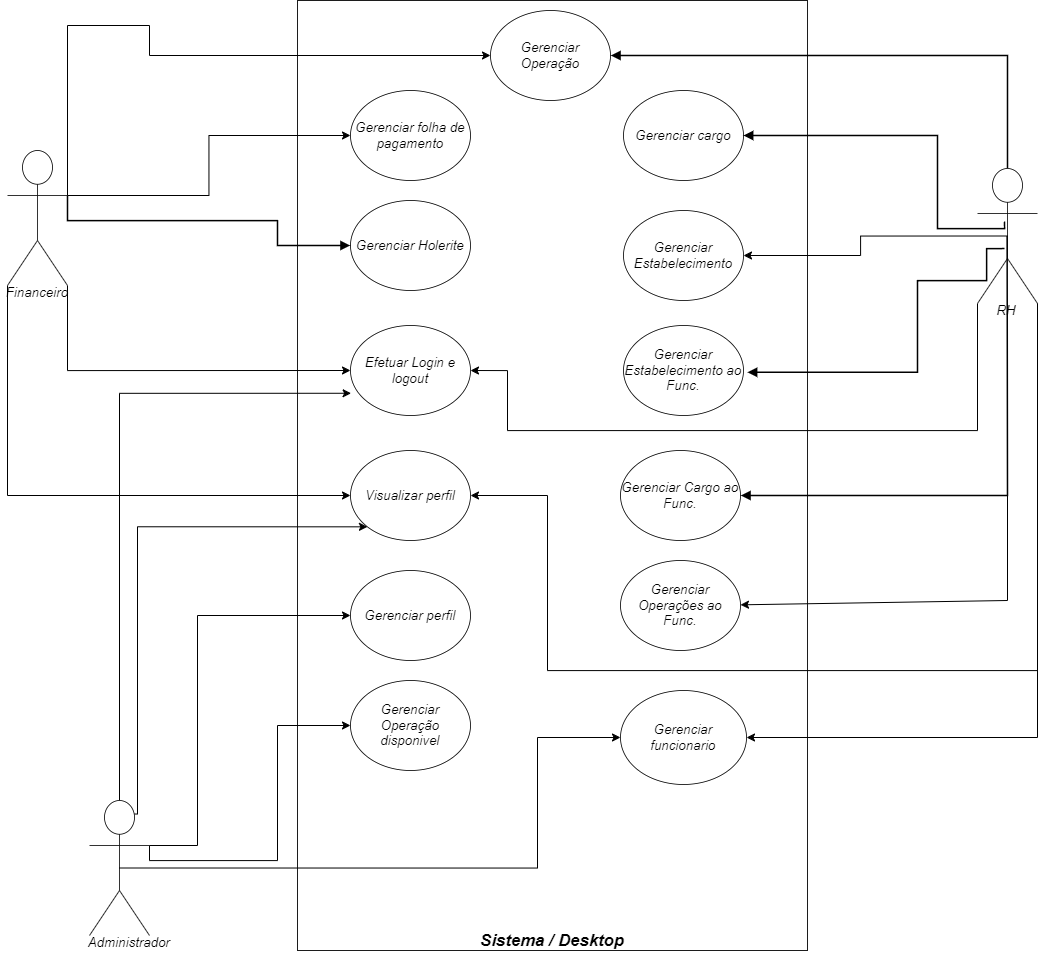 Gerenciar
Operação
Gerenciar folha de
pagamento
Gerenciar cargo
Gerenciar Holerite
Gerenciar
Estabelecimento
Financeiro
RH
Efetuar Login e
logout
Gerenciar
Estabelecimento ao
Func.
Visualizar perfil
Gerenciar Cargo ao
Func.
Gerenciar perfil
Gerenciar
Operações ao
Func.
Gerenciar
Operação
disponivel
Gerenciar
funcionario
Administrador
Sistema / Desktop